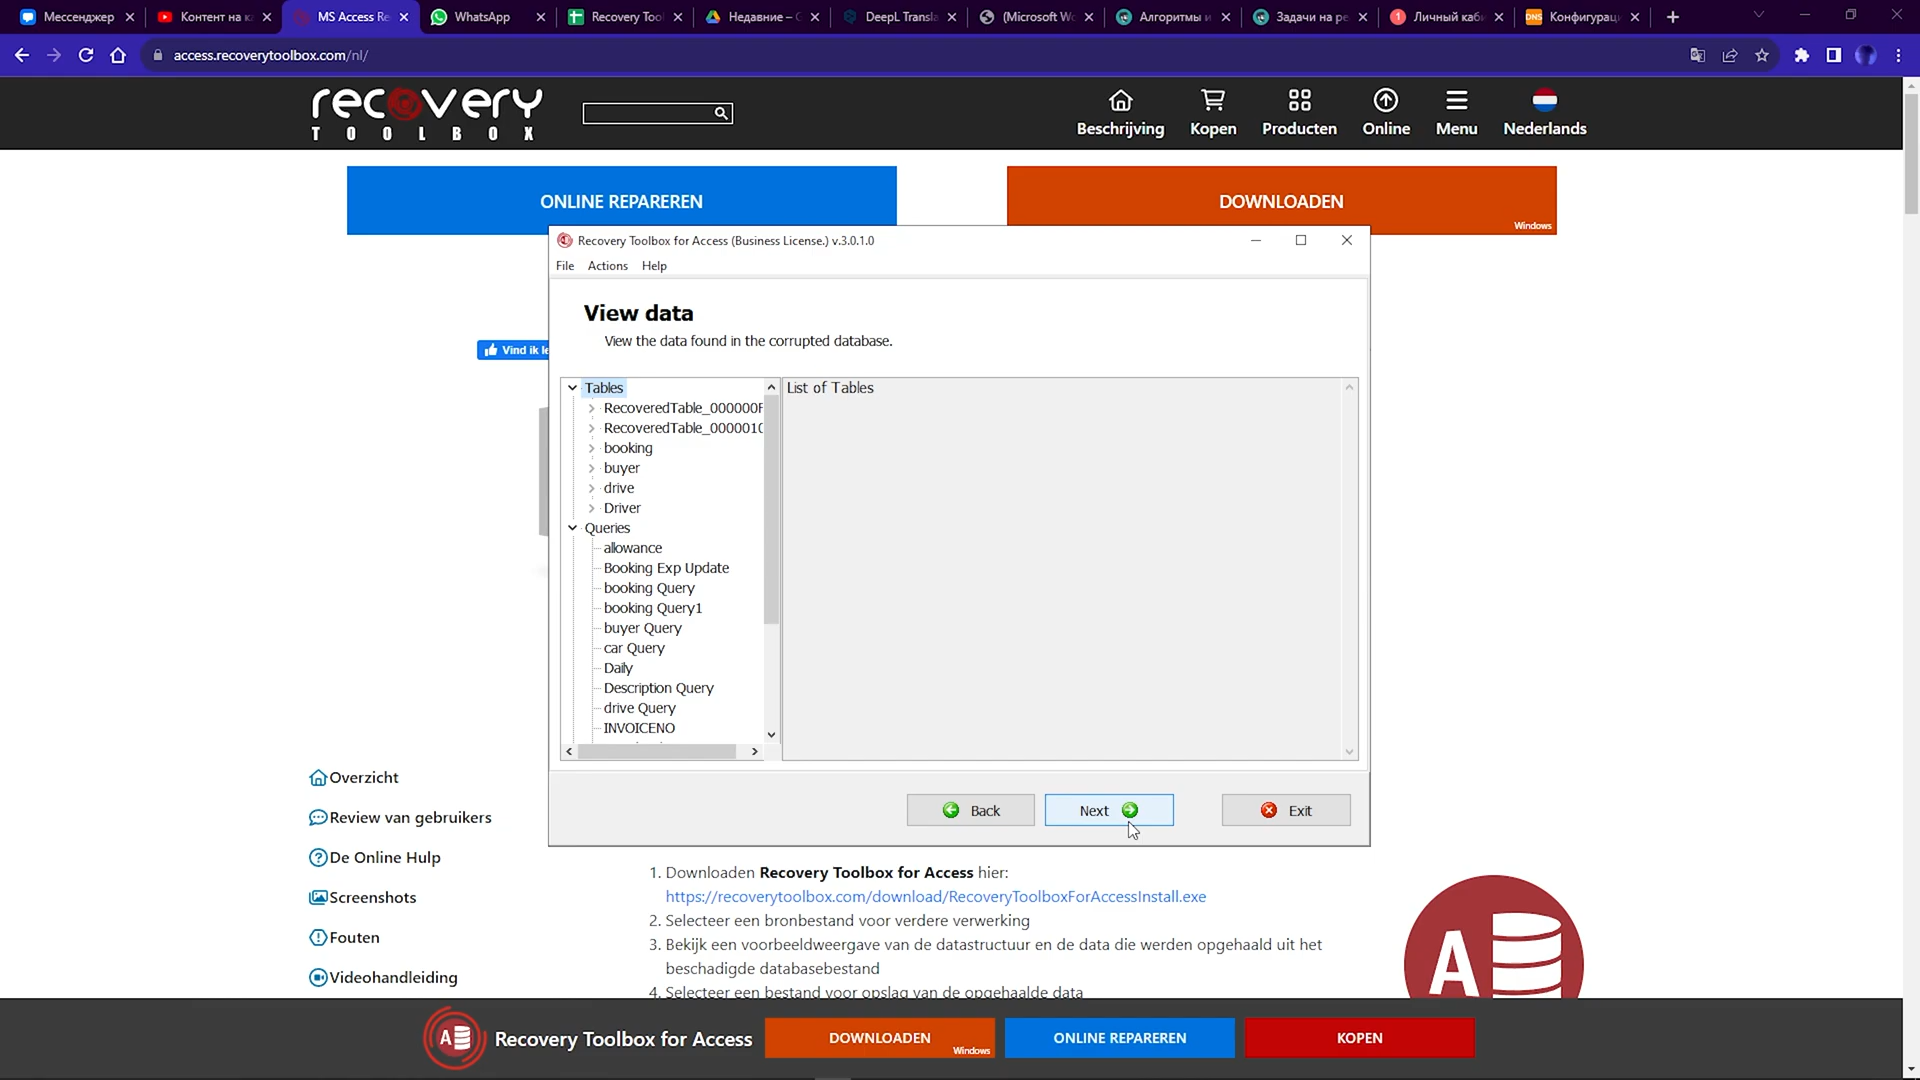 Мессенджер
Контент на к
MS Access Re
WhatsApp
Recovery Too
Недавние – G
DeepL Transla
(Microsoft Wo
Алгоритмы и
Задачи на ре
Личный каби
DNS Конфигурац
access.recoverytoolbox.com/nl/
recovery
TOOLBOX
Beschrijving
Kopen
Producten
Online
Menu
Nederlands
ONLINE REPAREREN
DOWNLOADEN
Windows
Recovery Toolbox for Access (Business License.) v.3.0.1.0
File Actions Help
View data
View the data found in the corrupted database.
Vind ik le
Tables
RecoveredTable_000000F
RecoveredTable_0000010
booking
buyer
drive
Driver
Queries
allowance
Booking Exp Update
booking Query
booking Query1
buyer Query
car Query
Daily
Description Query
drive Query
INVOICENO
List of Tables
Back
Next
Exit
Overzicht
Review van gebruikers
De Online Hulp
Screenshots
Fouten
Videohandleiding
1. Downloaden Recovery Toolbox for Access hier:
https://recoverytoolbox.com/download/RecoveryToolboxForAccessInstall.exe
2. Selecteer een bronbestand voor verdere verwerking
3. Bekijk een voorbeeldweergave van de datastructuur en de data die werden opgehaald uit het
beschadigde databasebestand
4. Selecteer een bestand voor opslag van de opgehaalde data
A
A
Recovery Toolbox for Access
DOWNLOADEN
Windows
ONLINE REPAREREN
KOPEN